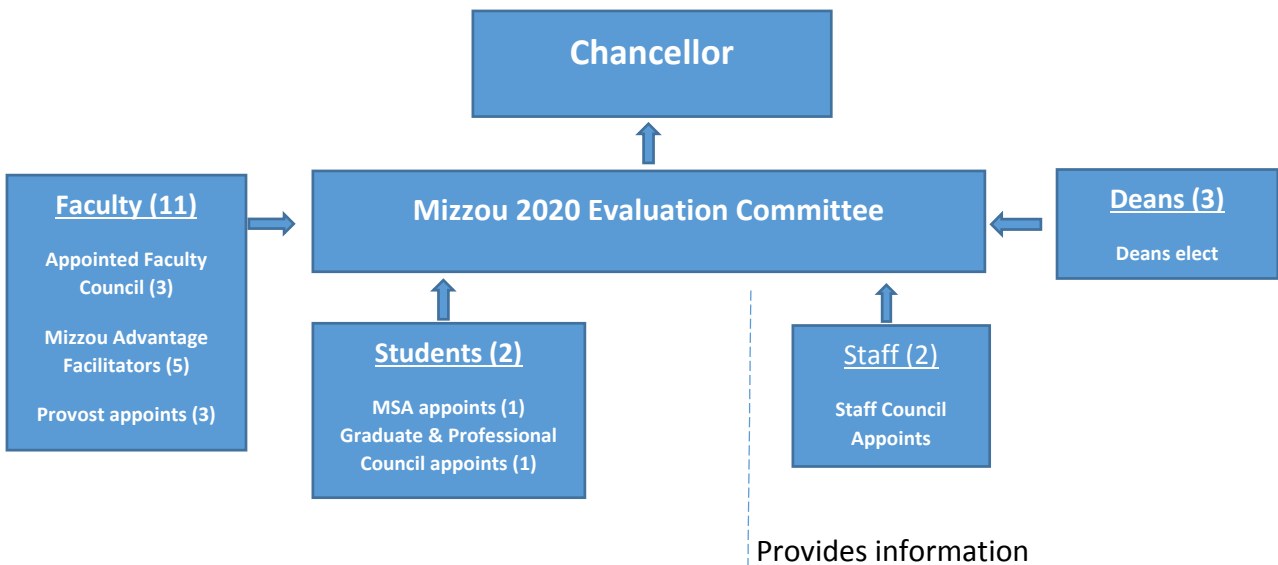 Chancellor
Mizzou 2020 Evaluation Committee
Faculty (11)
Appointed Faculty
Council (3)
Mizzou Advantage
Facilitators (5)
Provost appoints (3)
Students (2)
MSA appoints (1)
Graduate & Professional
Council appoints (1)
Staff (2)
Staff Council
Appoints
Deans (3)
Deans elect
Provides information